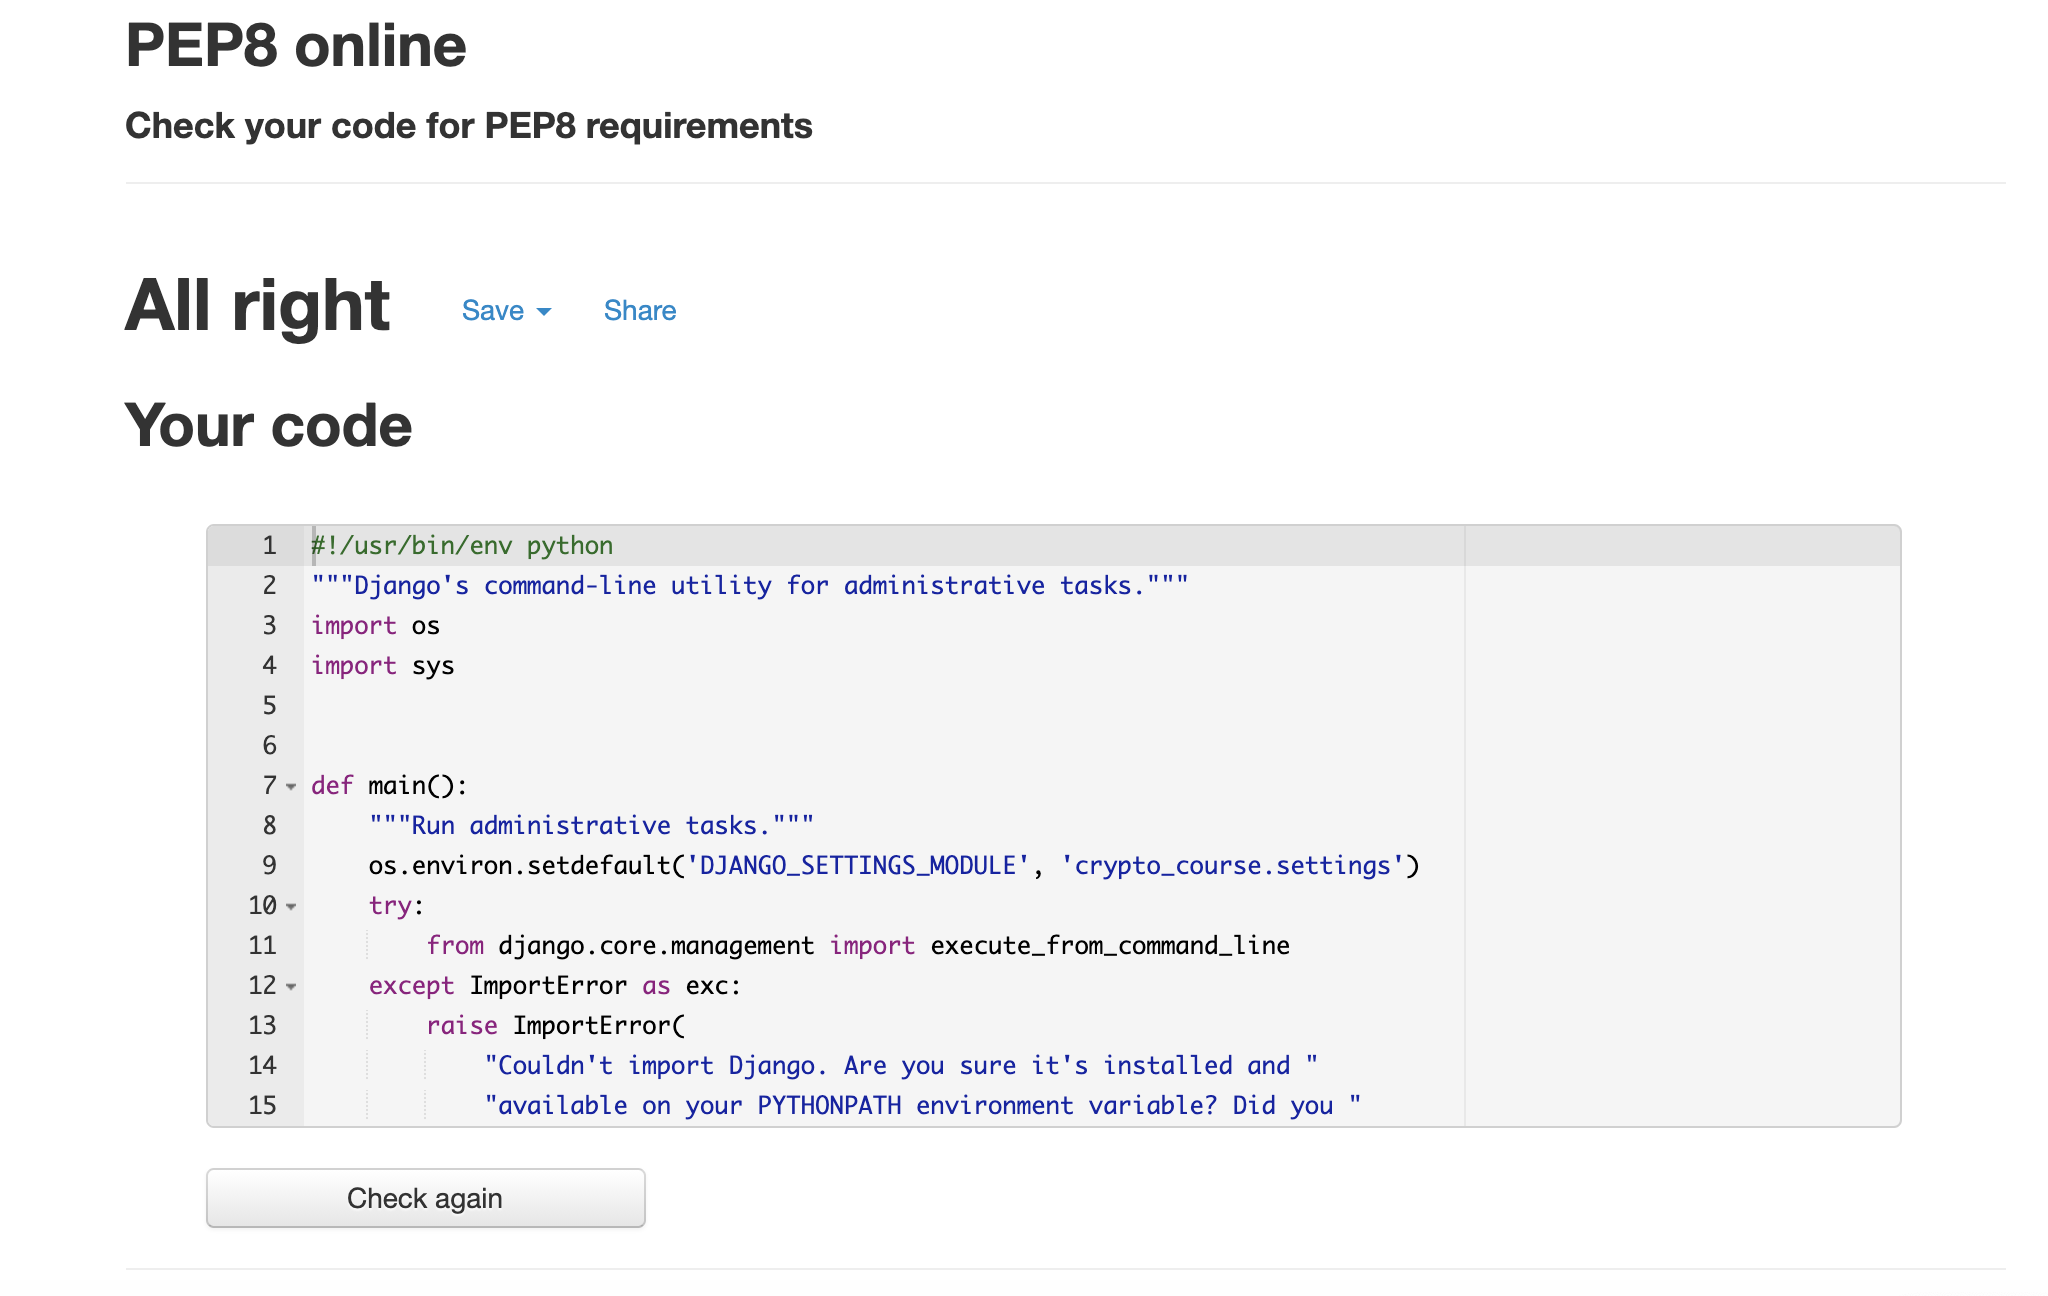 PEP8 online
Check your code for PEP8 requirements
All right Save Share
Your code
1 #!/usr/bin/env python
2 """Django's command-line utility for administrative tasks."""
3 import os
4 import sys
5
6
7 def main():
8     """Run administrative tasks."""
9     os.environ.setdefault('DJANGO_SETTINGS_MODULE', 'crypto_course.settings')
10     try:
11         from django.core.management import execute_from_command_line
12     except ImportError as exc:
13         raise ImportError(
14             "Couldn't import Django. Are you sure it's installed and "
15             "available on your PYTHONPATH environment variable? Did you "
Check again